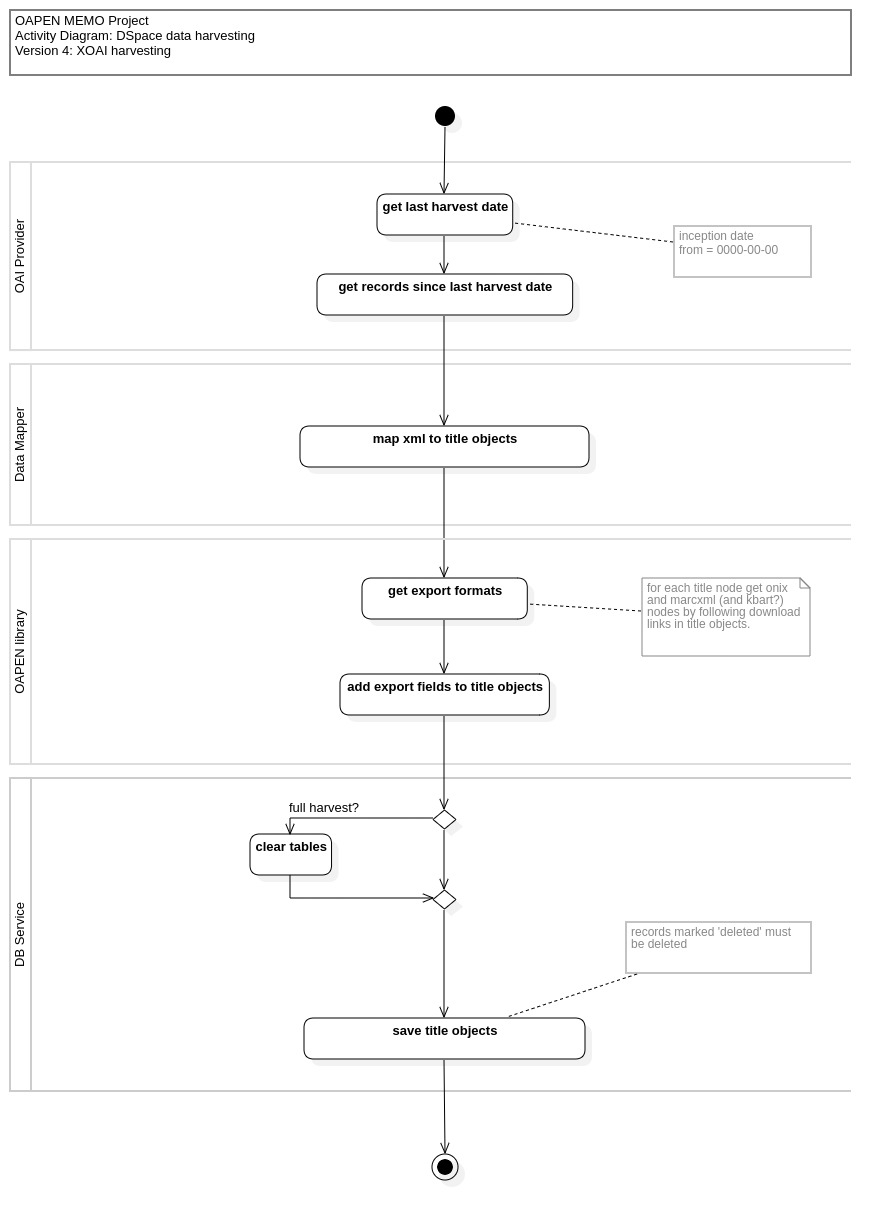 OAPEN MEMO Project
Activity Diagram: DSpace data harvesting
Version 4: XOAI harvesting
OAI Provider
get last harvest date
inception date
from = 0000-00-00
get records since last harvest date
Data Mapper
map xml to title objects
OAPEN library
get export formats
for each title node get onix
and marcxml (and kbart?)
nodes by following download
links in title objects.
add export fields to title objects
DB Service
full harvest?
clear tables
records marked 'deleted' must
be deleted
save title objects